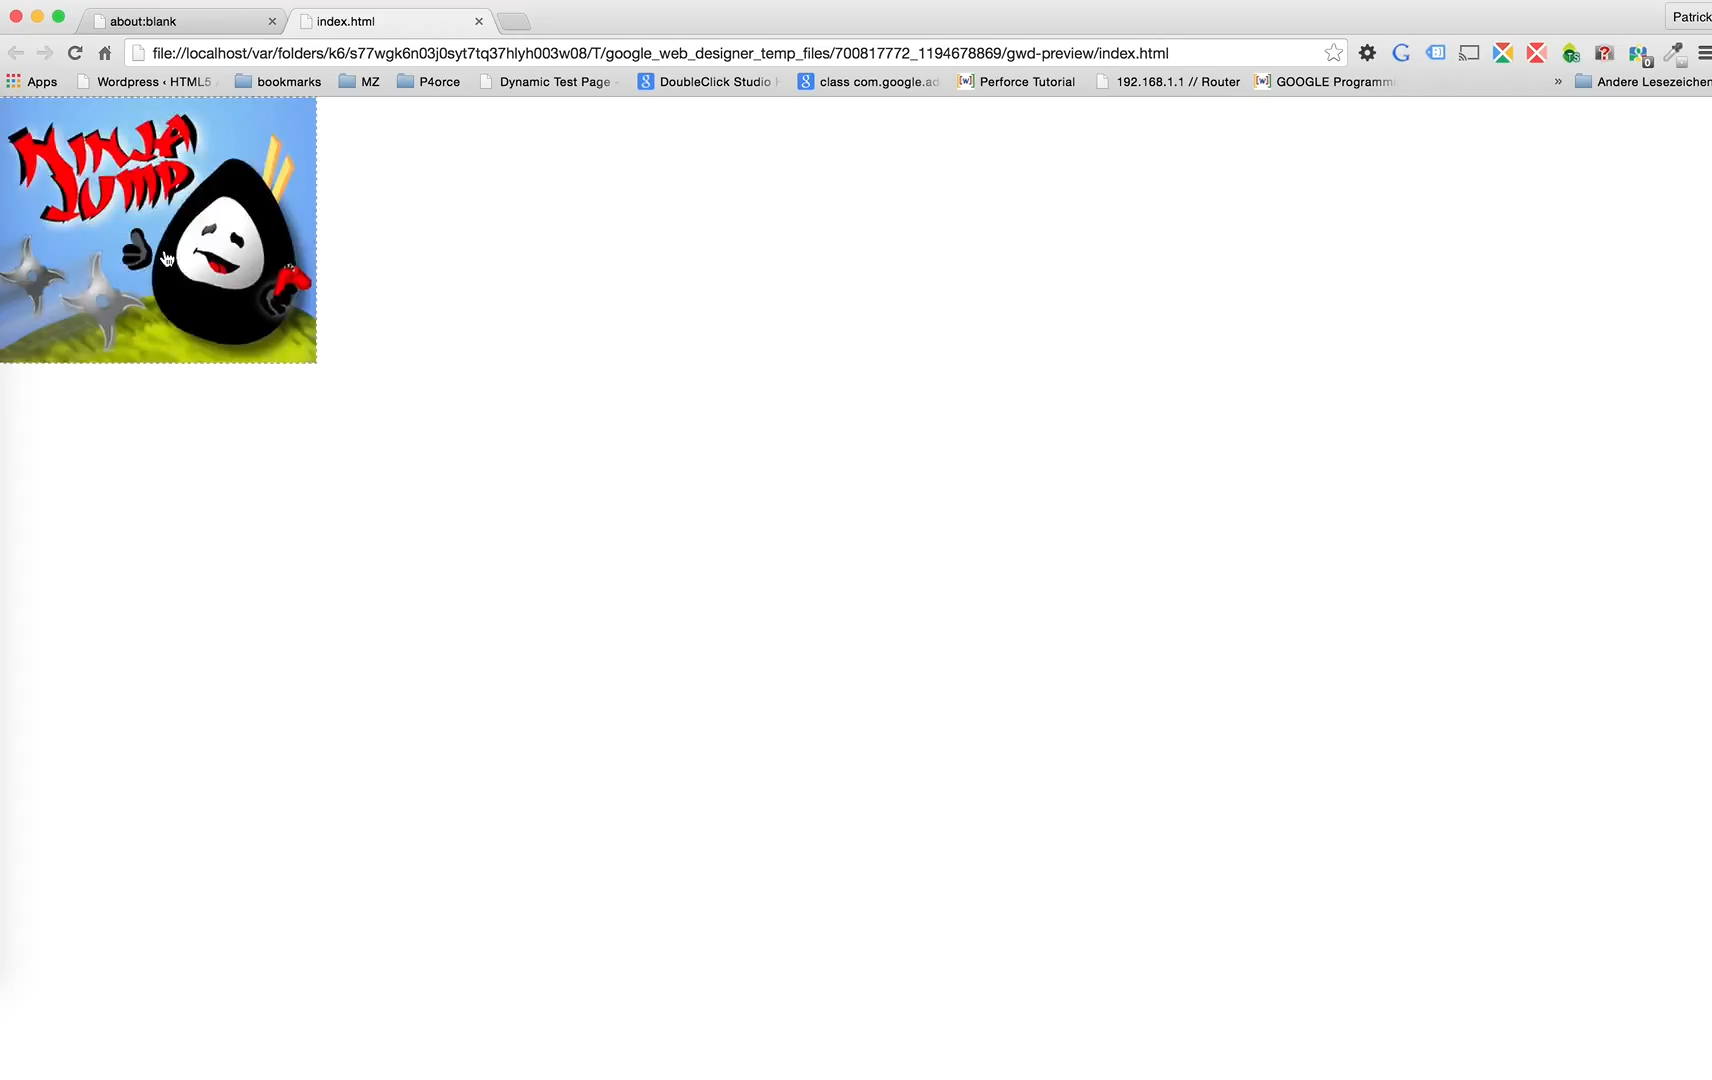 about:blank
index.html
Patrick
file://localhost/var/folders/k6/s77wgk6n03j0syt7tq37hlyh003w08/T/google_web_designer_temp_files/700817772_1194678869/gwd-preview/index.html
Apps
Wordpress ‹ HTML5
bookmarks
MZ
P4orce
Dynamic Test Page
DoubleClick Studio
class com.google.ad
Perforce Tutorial
192.168.1.1 // Router
GOOGLE Programm
»
Andere Lesezeichen
NINJA
JUMP